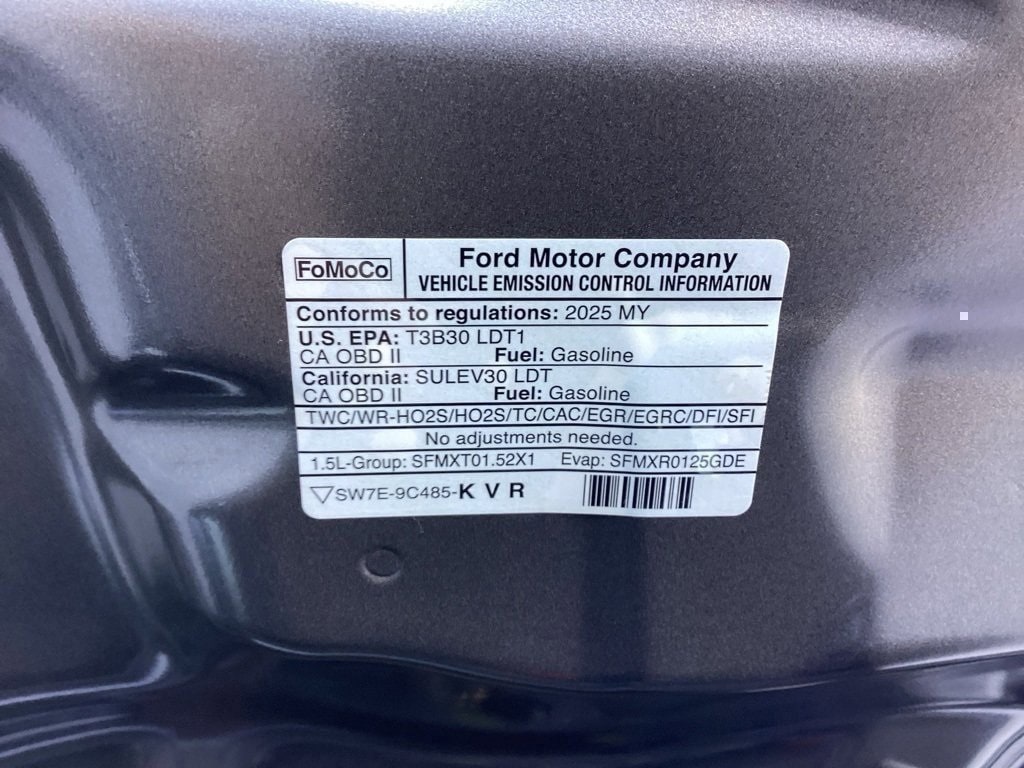 FoMoCo
Ford Motor Company
VEHICLE EMISSION CONTROL INFORMATION
Conforms to regulations: 2025 MY
U.S. EPA: T3B30 LDT1
CA OBD II Fuel: Gasoline
California: SULEV30 LDT
CA OBD II Fuel: Gasoline
TWC/WR-HO2S/HO2S/TC/CAC/EGR/EGRC/DFI/SFI
No adjustments needed.
1.5L-Group: SFMXT01.52X1 Evap: SFMXR0125GDE
▽SW7E-9C485-K V R